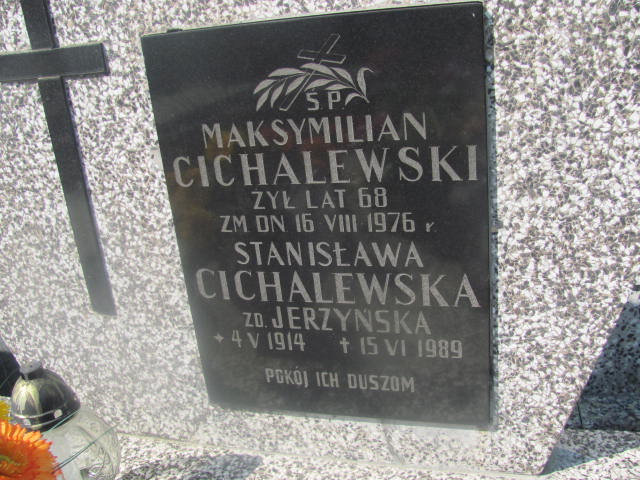 ŚP
MAKSYMILIAN
CICHALEWSKI
ŻYŁ LAT 68
ZM DN 16 VIII 1976 r.
STANISŁAWA
CICHALEWSKA
ZD. JERZYŃSKA
+ 4 V 1914 † 15 VI 1989
POKÓJ ICH DUSZOM